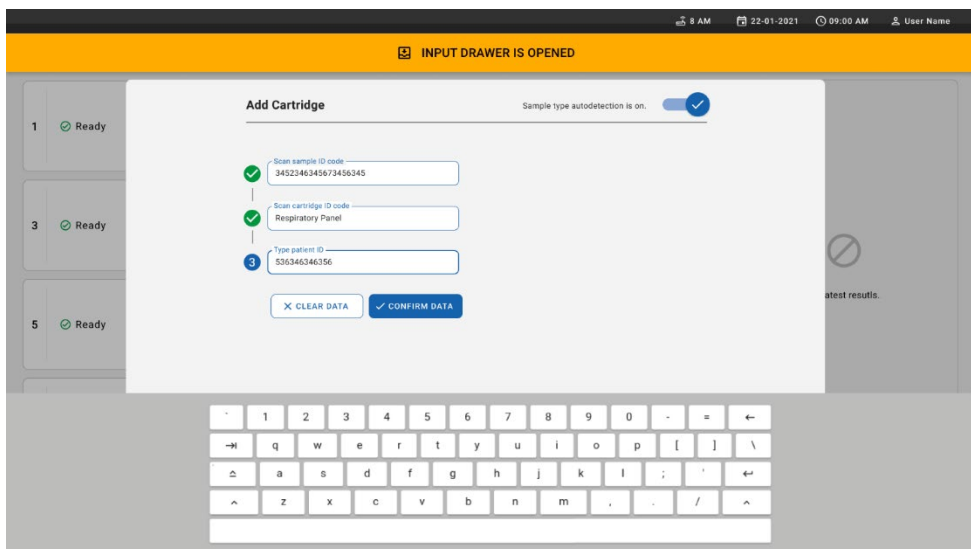 8 AM 22-01-2021 09:00 AM User Name
INPUT DRAWER IS OPENED
Add Cartridge Sample type autodetection is on.
1 Ready
Scan sample ID code
3452346345673456345
Scan cartridge ID code
Respiratory Panel
3 Ready
Type patient ID
3 536346346356
CLEAR DATA CONFIRM DATA
atest resutls.
5 Ready
` 1 2 3 4 5 6 7 8 9 0 - = ←
q w e r t y u i o p [ ] \
a s d f g h j k l ; '
z x c v b n m , . /